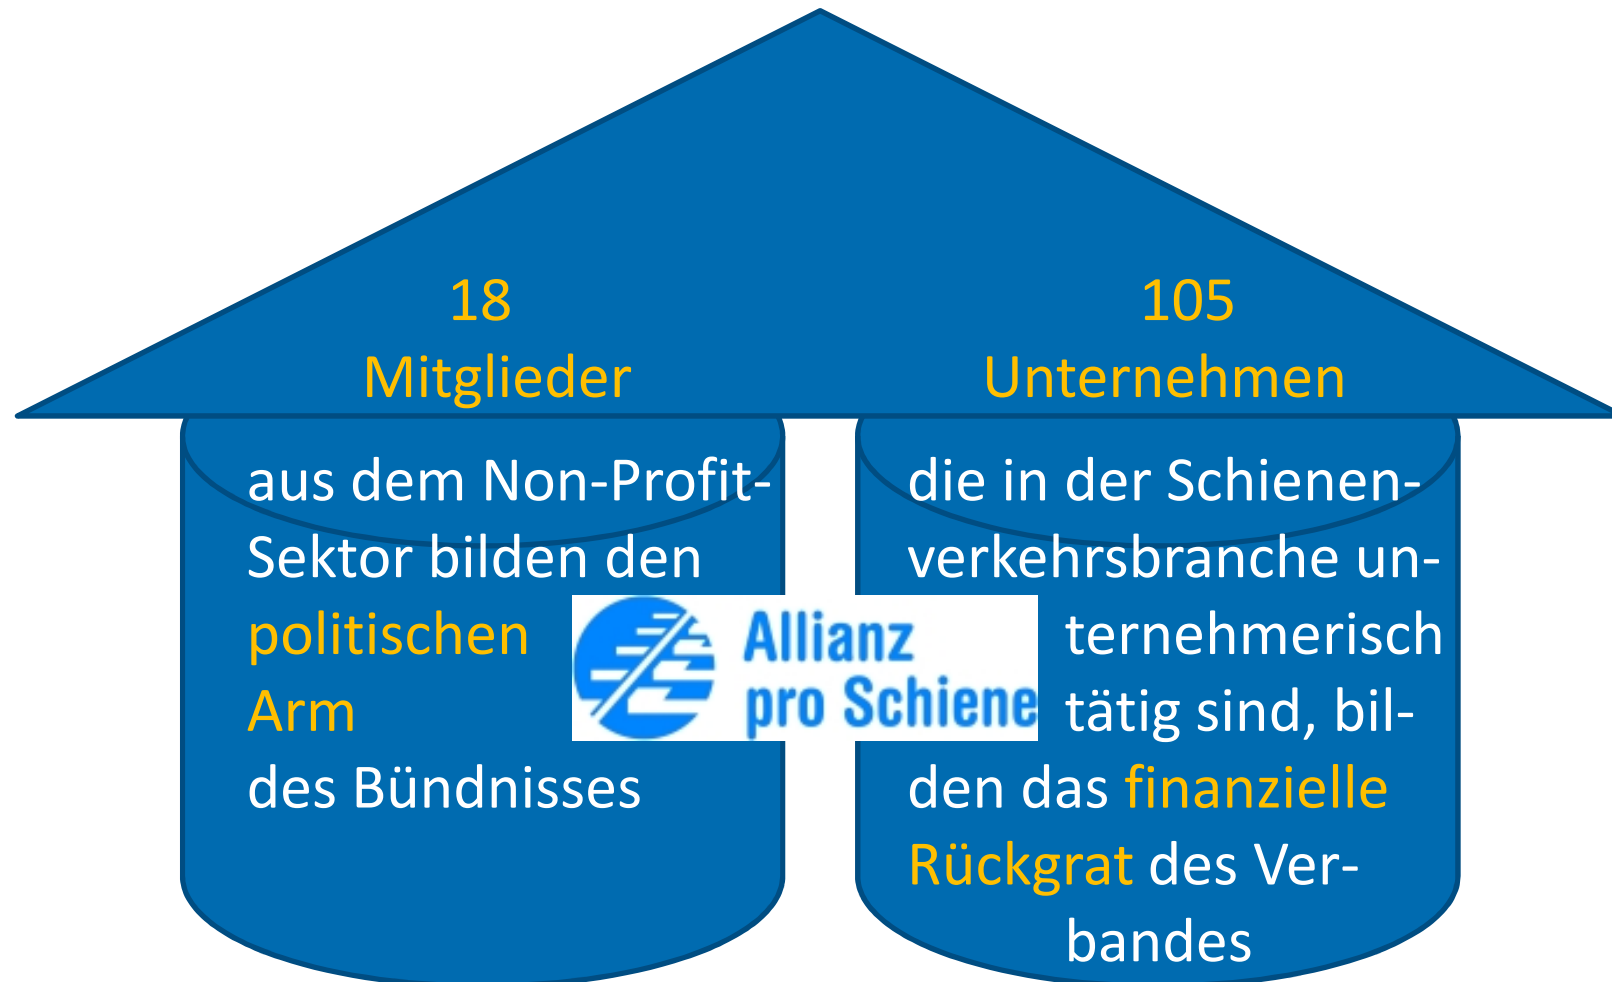 18
Mitglieder
aus dem Non-Profit-
Sektor bilden den
politischen
Arm
des Bündnisses
105
Unternehmen
die in der Schienen-
verkehrsbranche un-
ternehmerisch
tätig sind, bil-
den das finanzielle
Rückgrat des Ver-
bandes
Allianz
pro Schiene